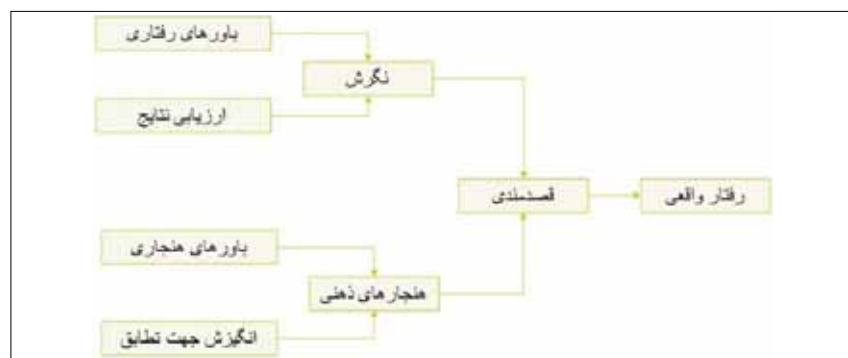 باورهای رفتاری
نگرش
ارزیابی نتایج
قصدمندی
رفتار واقعی
باورهای هنجاری
هنجارهای ذهنی
انگیزش جهت تطابق